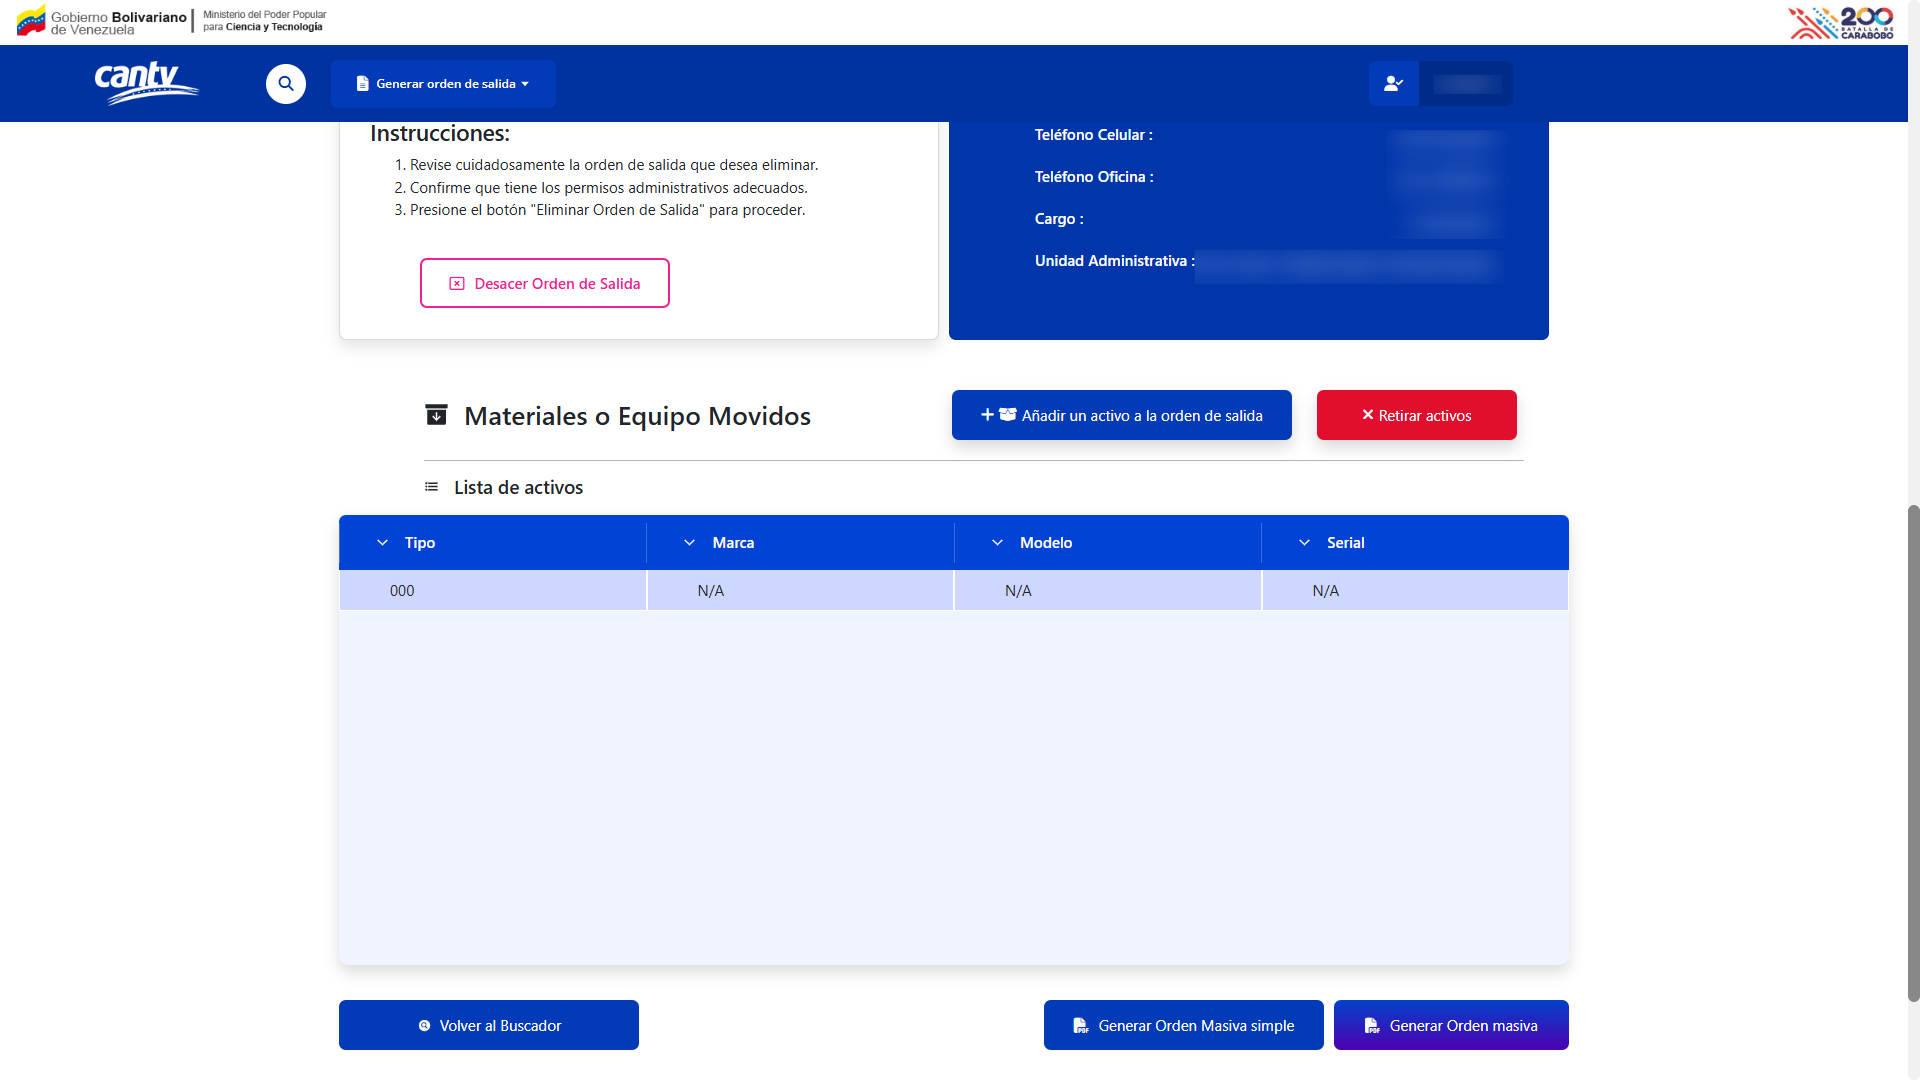 Gobierno Bolivariano
de Venezuela
Ministerio del Poder Popular
para Ciencia y Tecnología
200
BATALLA DE
CARABOBO
cantv
Generar orden de salida
Instrucciones:
1. Revise cuidadosamente la orden de salida que desea eliminar.
2. Confirme que tiene los permisos administrativos adecuados.
3. Presione el botón "Eliminar Orden de Salida" para proceder.
Desacer Orden de Salida
Teléfono Celular :
Teléfono Oficina :
Cargo :
Unidad Administrativa :
Materiales o Equipo Movidos
Añadir un activo a la orden de salida
Retirar activos
Lista de activos
Tipo Marca Modelo Serial
000 N/A N/A N/A
Volver al Buscador
Generar Orden Masiva simple
Generar Orden masiva